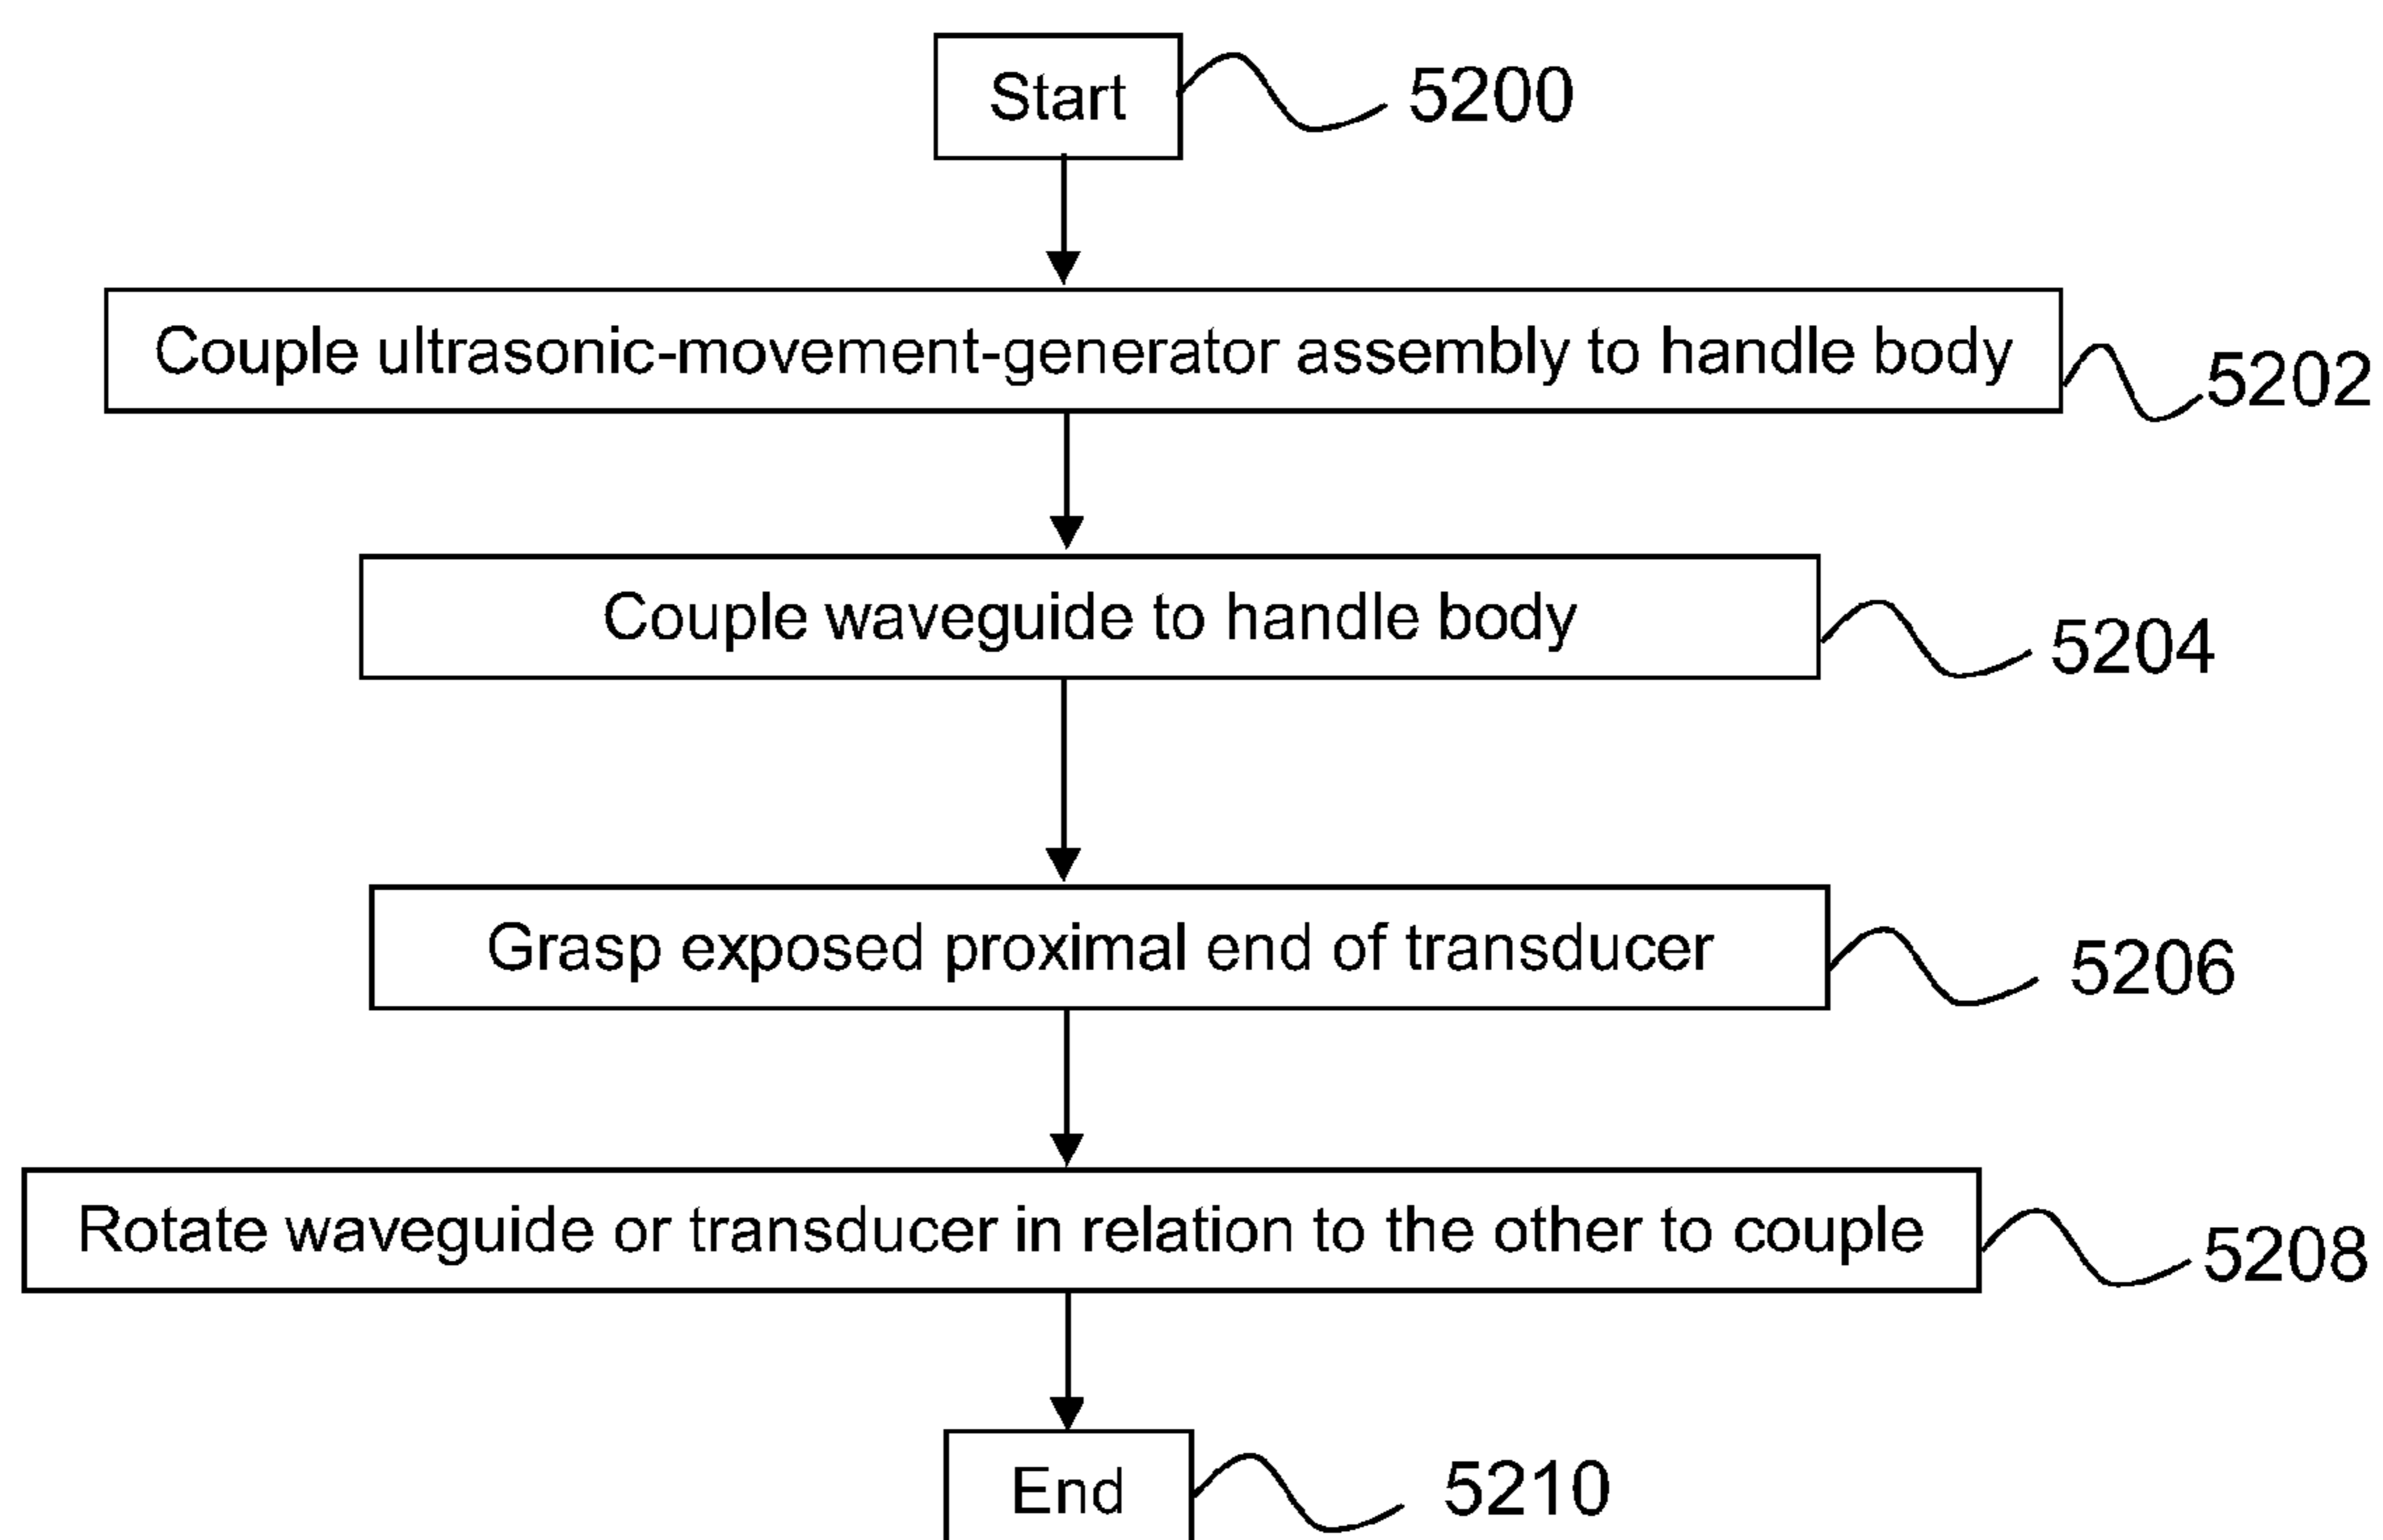 Start
5200
Couple ultrasonic-movement-generator assembly to handle body
5202
Couple waveguide to handle body
5204
Grasp exposed proximal end of transducer
5206
Rotate waveguide or transducer in relation to the other to couple
5208
End
5210